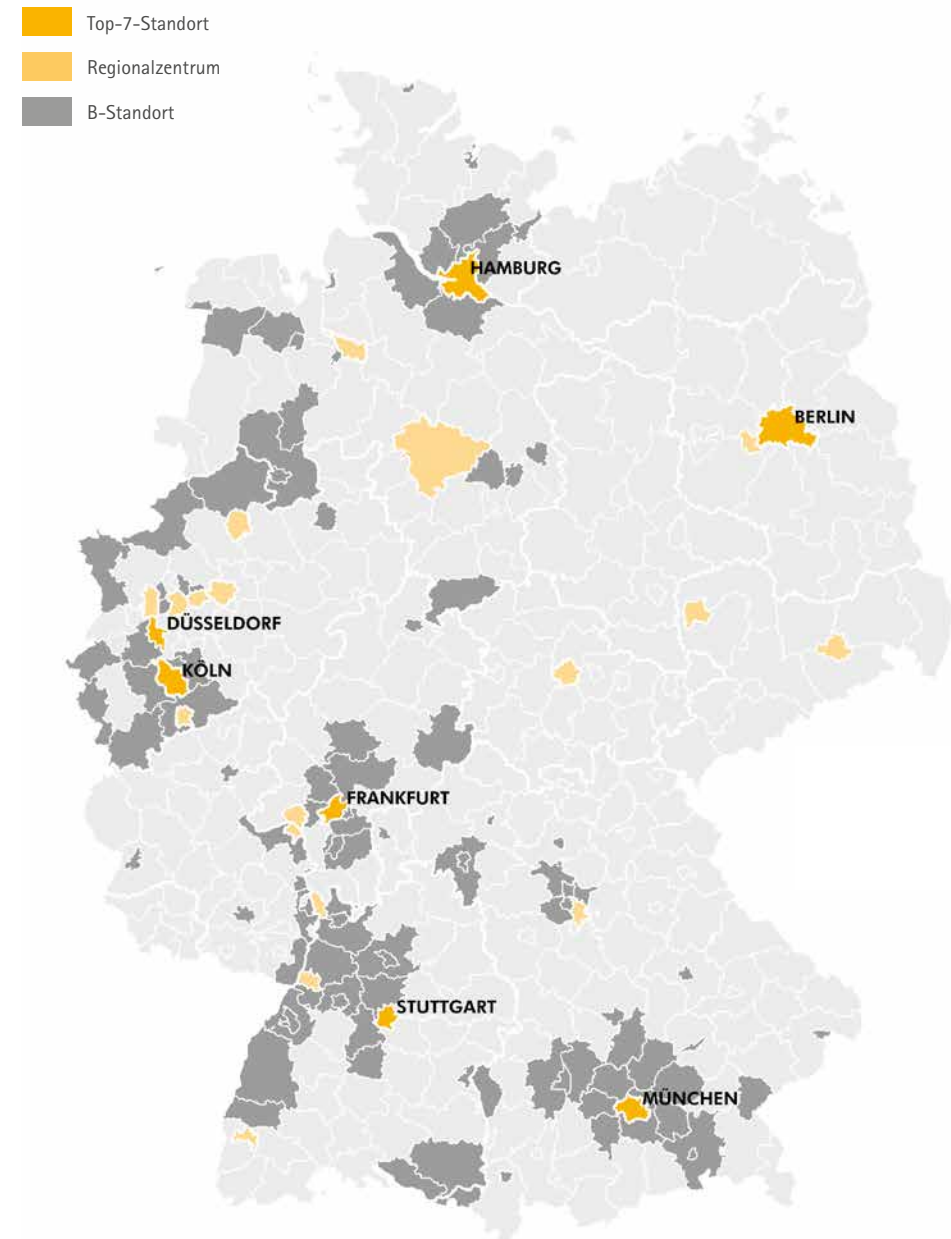 Top-7-Standort
Regionalzentrum
B-Standort
HAMBURG
BERLIN
DÜSSELDORF
KÖLN
FRANKFURT
STUTTGART
MÜNCHEN